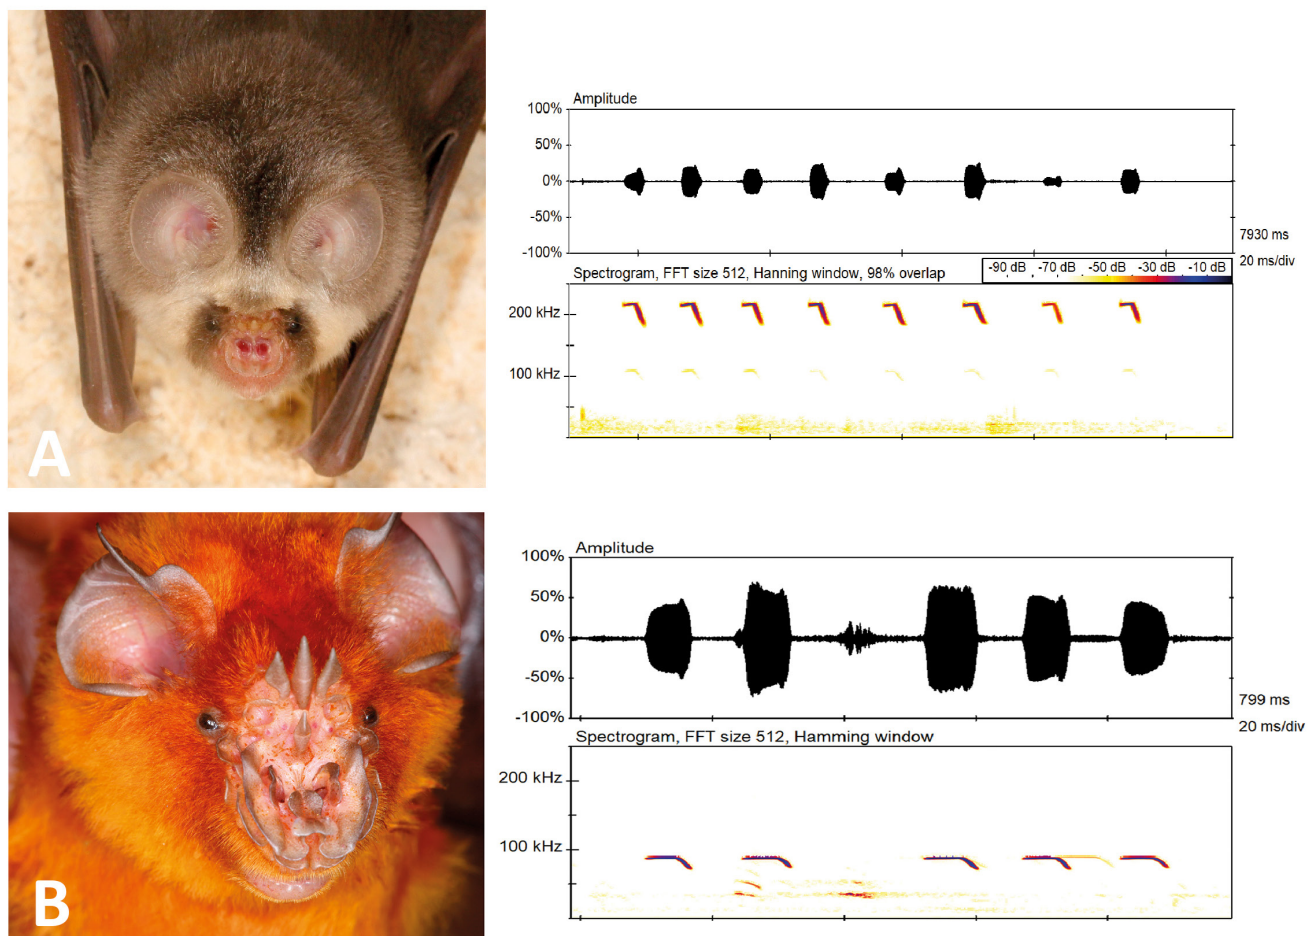 A
Amplitude
100%
50%
0%
-50%
-100%
7930 ms
20 ms/div
Spectrogram, FFT size 512, Hanning window, 98% overlap
-90 dB -70 dB -50 dB -30 dB -10 dB
200 kHz
100 kHz
B
Amplitude
100%
50%
0%
-50%
-100%
799 ms
20 ms/div
Spectrogram, FFT size 512, Hamming window
200 kHz
100 kHz